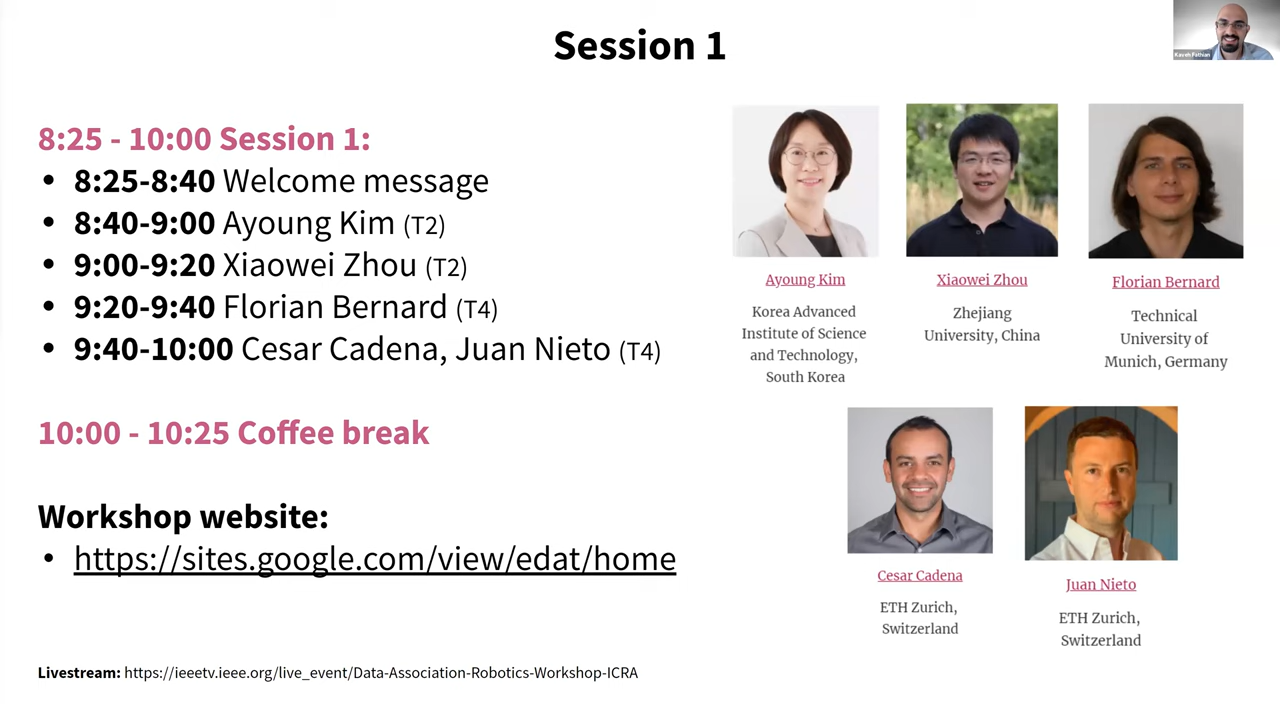 Session 1
Kaveh Fathian
8:25 - 10:00 Session 1:
• 8:25-8:40 Welcome message
• 8:40-9:00 Ayoung Kim (T2)
• 9:00-9:20 Xiaowei Zhou (T2)
• 9:20-9:40 Florian Bernard (T4)
• 9:40-10:00 Cesar Cadena, Juan Nieto (T4)
10:00 - 10:25 Coffee break
Workshop website:
• https://sites.google.com/view/edat/home
Livestream: https://ieeetv.ieee.org/live_event/Data-Association-Robotics-Workshop-ICRA
Ayoung Kim
Korea Advanced
Institute of Science
and Technology,
South Korea
Xiaowei Zhou
Zhejiang
University, China
Florian Bernard
Technical
University of
Munich, Germany
Cesar Cadena
ETH Zurich,
Switzerland
Juan Nieto
ETH Zurich,
Switzerland